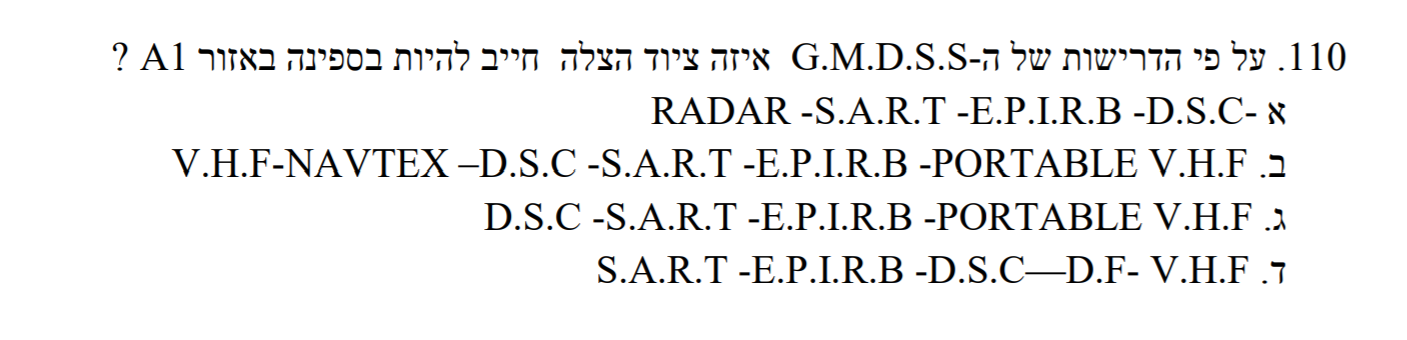 110. על פי הדרישות של ה-G.M.D.S.S איזה ציוד הצלה חייב להיות בספינה באזור A1 ?
א -RADAR -S.A.R.T -E.P.I.R.B -D.S.C
ב. V.H.F-NAVTEX –D.S.C -S.A.R.T -E.P.I.R.B -PORTABLE V.H.F
ג. D.S.C -S.A.R.T -E.P.I.R.B -PORTABLE V.H.F
ד. S.A.R.T -E.P.I.R.B -D.S.C—D.F- V.H.F